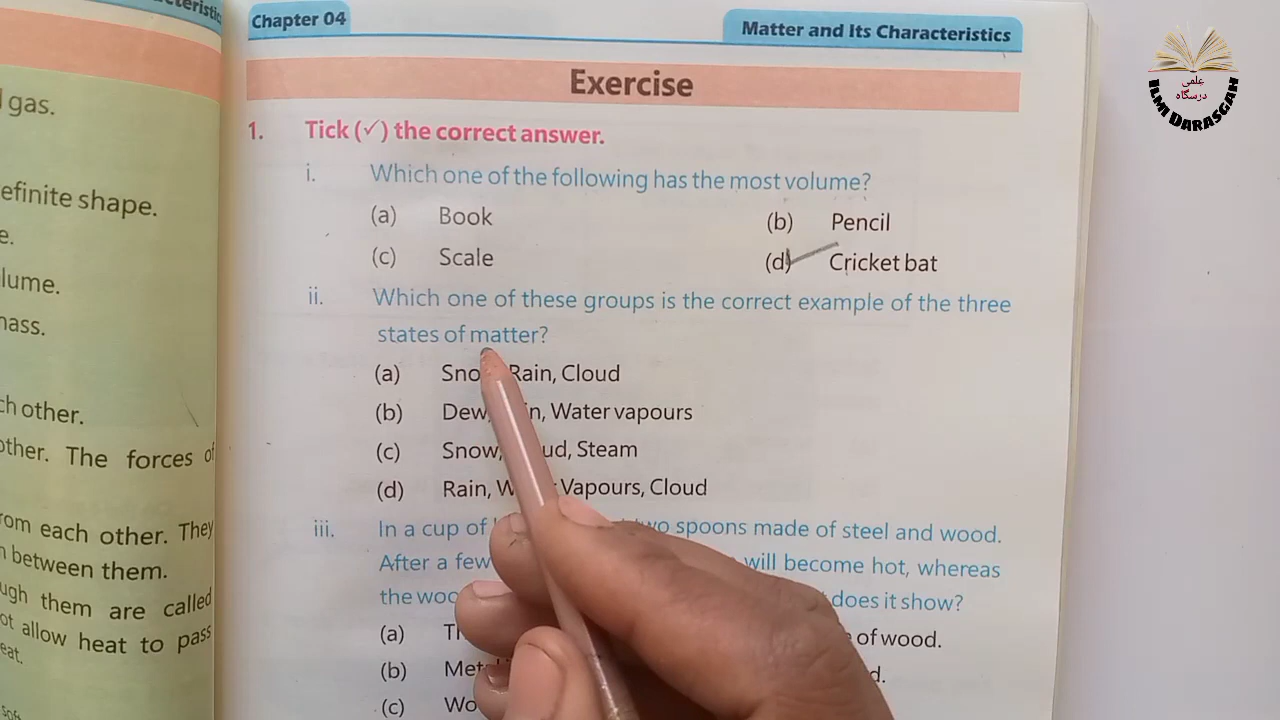 Chapter 04
Matter and Its Characteristics
علمی
درسگاہ
ILMI DARASGAH
gas.
efinite shape.
e.
lume.
mass.
ch other.
other. The forces of
rom each other. They
n between them.
ugh them are called
ot allow heat to pass
eat.
Exercise
1. Tick (✓) the correct answer.
i. Which one of the following has the most volume?
(a) Book (b) Pencil
(c) Scale (d) Cricket bat
ii. Which one of these groups is the correct example of the three
states of matter?
(a) Sno Rain, Cloud
(b) Dew, in, Water vapours
(c) Snow, ud, Steam
(d) Rain, W Vapours, Cloud
iii. In a cup of two spoons made of steel and wood.
After a few will become hot, whereas
the woo does it show?
(a) Th of wood.
(b) Met d.
(c) Wo